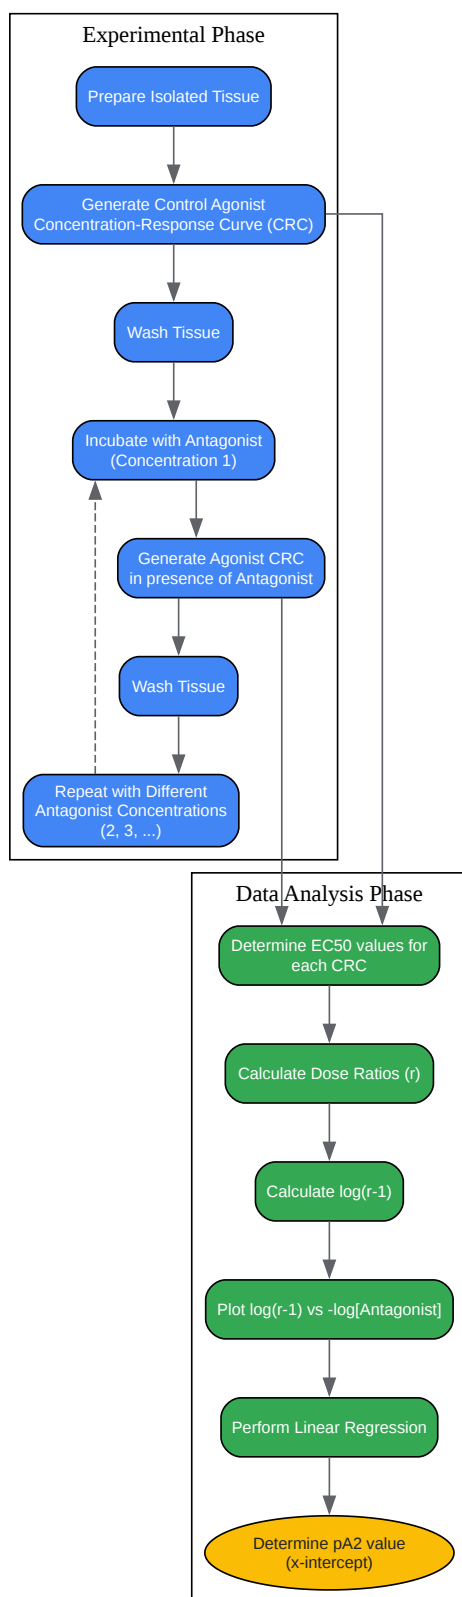 Experimental Phase
Prepare Isolated Tissue
Generate Control Agonist
Concentration-Response Curve (CRC)
Wash Tissue
Incubate with Antagonist
(Concentration 1)
Generate Agonist CRC
in presence of Antagonist
Wash Tissue
Repeat with Different
Antagonist Concentrations
(2, 3, ...)
Data Analysis Phase
Determine EC50 values for
each CRC
Calculate Dose Ratios (r)
Calculate log(r-1)
Plot log(r-1) vs -log[Antagonist]
Perform Linear Regression
Determine pA2 value
(x-intercept)